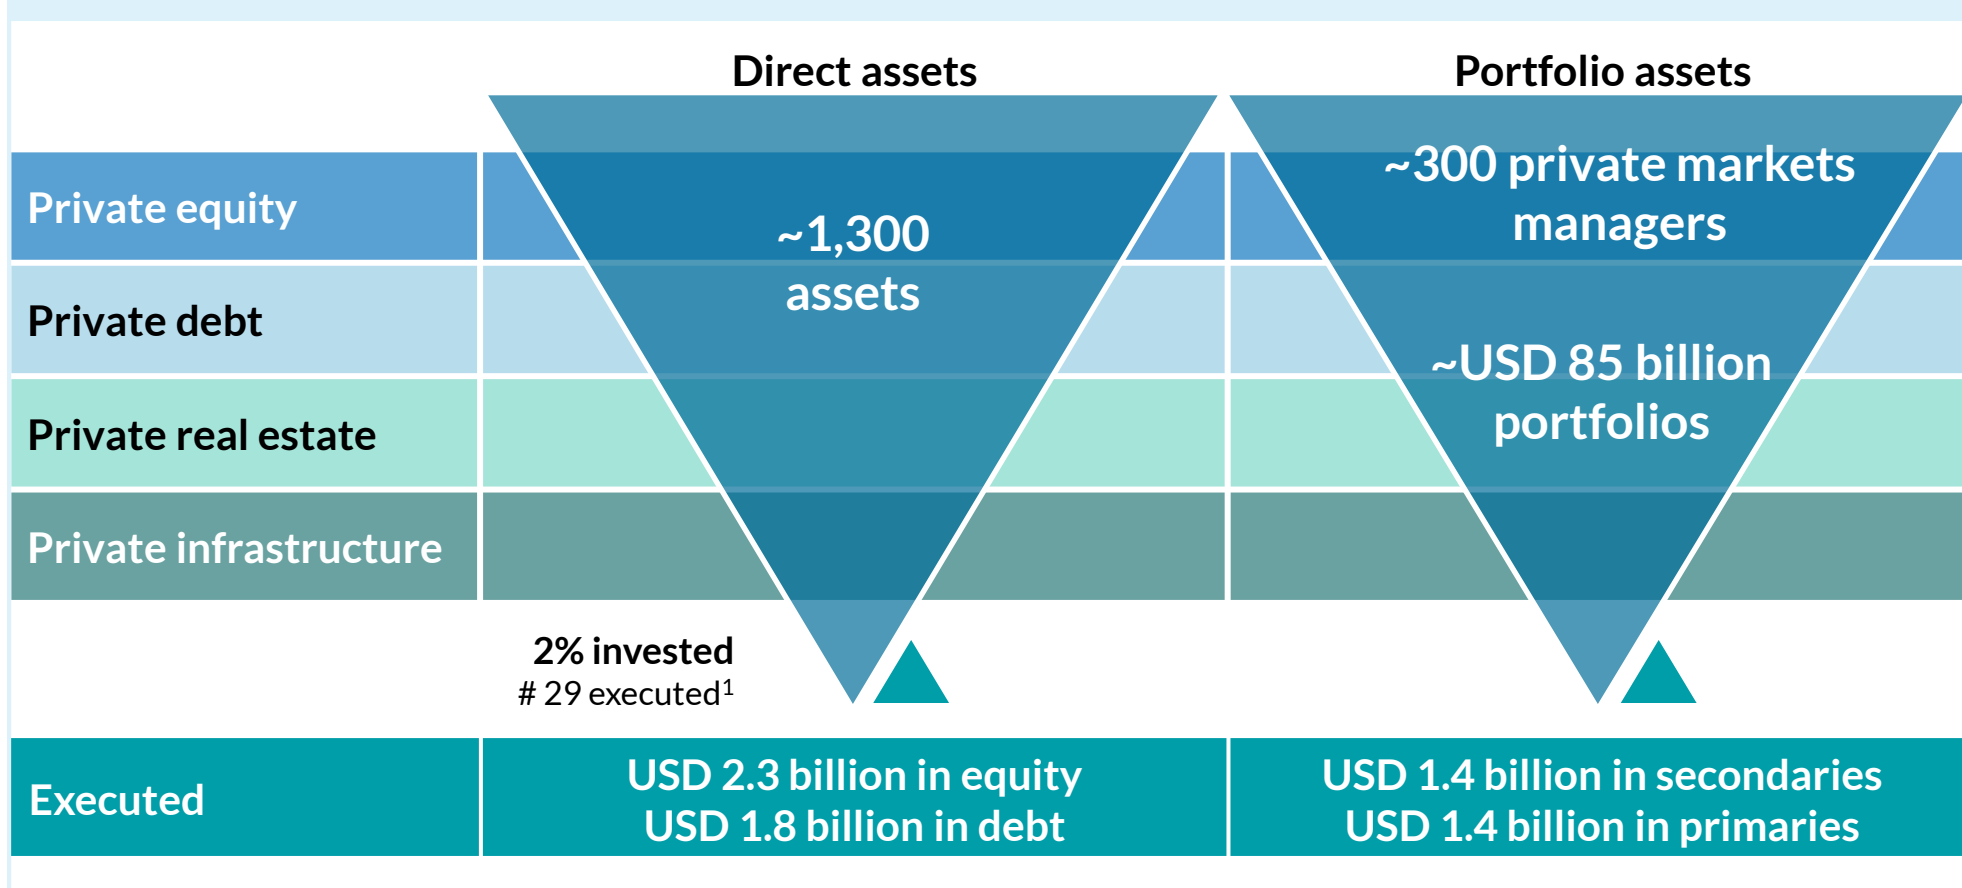 Direct assets
Portfolio assets
~300 private markets
managers
Private equity
~1,300
assets
Private debt
~USD 85 billion
portfolios
Private real estate
Private infrastructure
2% invested
# 29 executed¹
Executed
USD 2.3 billion in equity
USD 1.8 billion in debt
USD 1.4 billion in secondaries
USD 1.4 billion in primaries